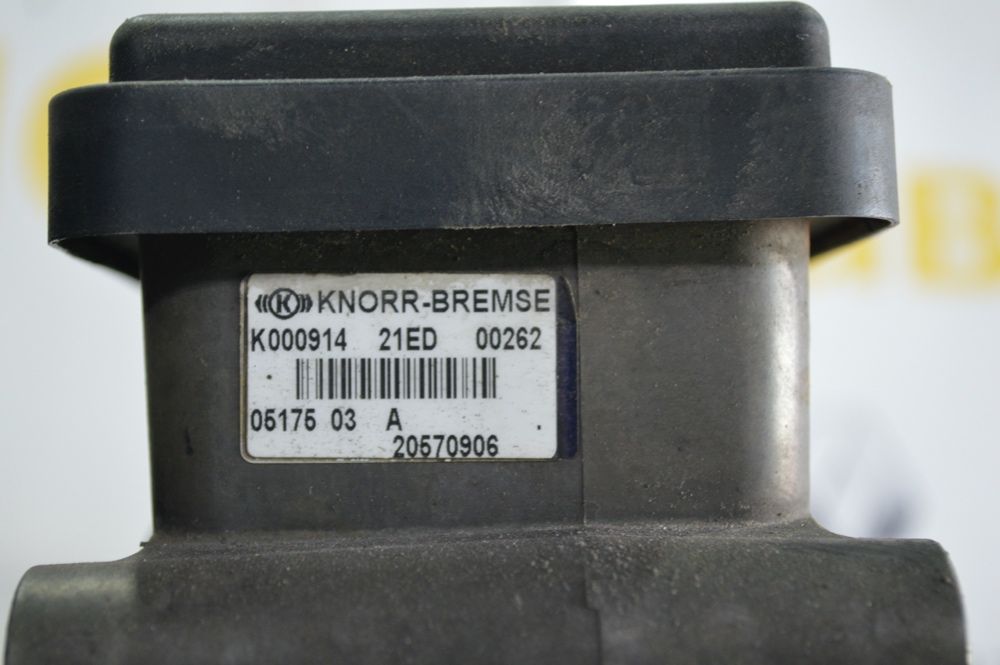 K KNORR-BREMSE
K000914 21ED 00262
05175 03 A
20570906